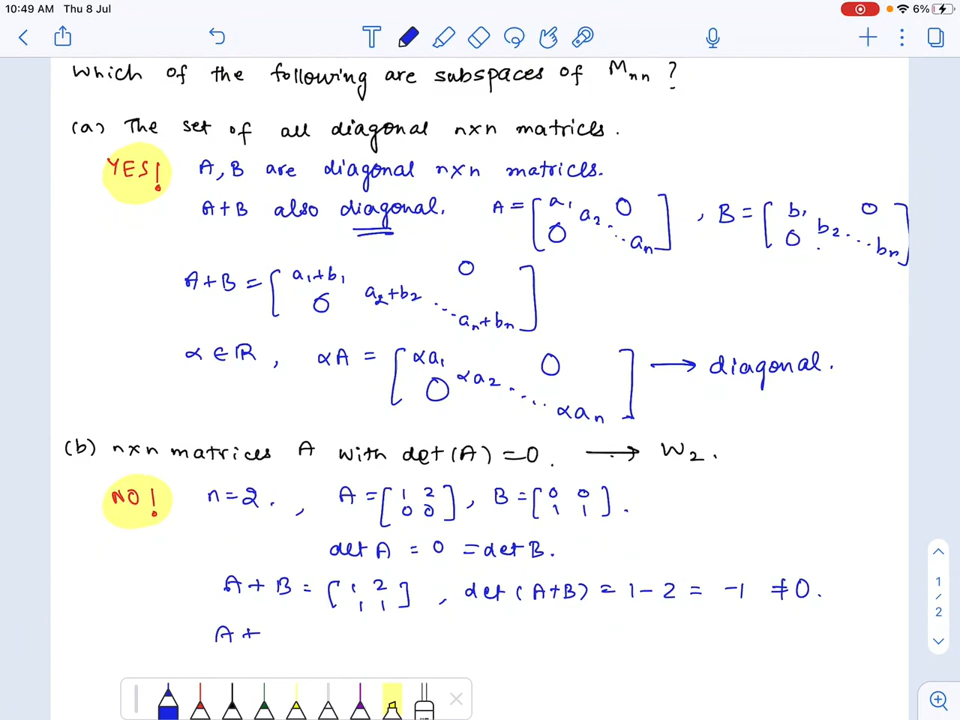 10:49 AM Thu 8 Jul 6%
Which of the following are subspaces of Mnn ?
(a) The set of all diagonal n×n matrices.
YES! A, B are diagonal n×n matrices.
A+B also diagonal. A = [ a1 a2 0 0 ⋱ an ] , B = [ b1 0 0 b2 ... bn ]
A+B = [ a1+b1 0 0 a2+b2 ⋱ an+bn ]
α ∈ ℝ , αA = [ αa1 0 0 αa2 ⋱ αan ] → diagonal.
(b) n×n matrices A with det(A) = 0. → W2.
NO! n=2. , A = [ 1 2 0 0 ] , B = [ 0 0 1 1 ] .
det A = 0 = det B.
A+B = [ 1 2 1 1 ] , det (A+B) = 1 - 2 = -1 ≠ 0.
A +
T
1
/
2